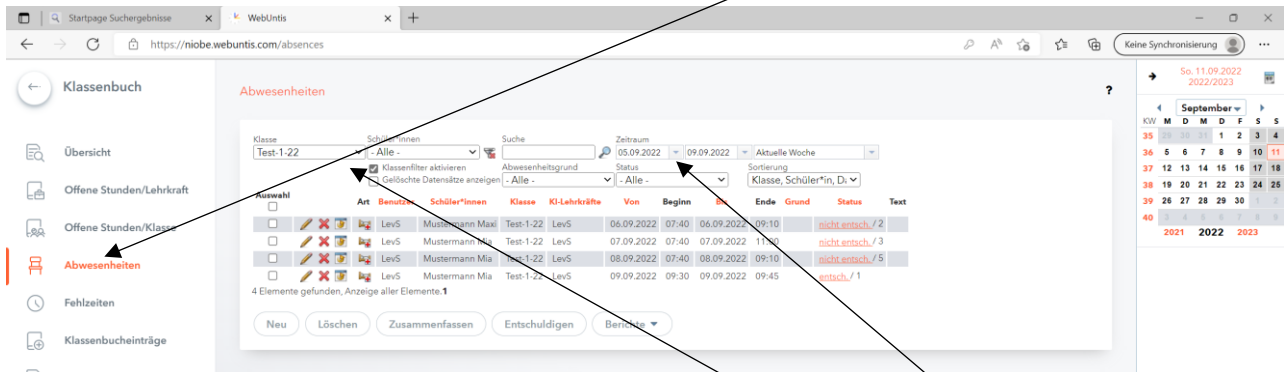 Startpage Suchergebnisse
WebUntis
https://niobe.webuntis.com/absences
Keine Synchronisierung
Klassenbuch
Übersicht
Offene Stunden/Lehrkraft
Offene Stunden/Klasse
Abwesenheiten
Fehlzeiten
Klassenbucheinträge
Abwesenheiten
?
Klasse Schüler*innen Suche Zeitraum
Test-1-22 - Alle - 05.09.2022 09.09.2022 Aktuelle Woche
Klassenfilter aktivieren Abwesenheitsgrund Status Sortierung
Gelöschte Datensätze anzeigen - Alle - - Alle - Klasse, Schüler*in, D
Auswahl Art Benutzer Schüler*innen Klasse Kl-Lehrkräfte Von Beginn Bis Ende Grund Status Text
LevS Mustermann Maxi Test-1-22 LevS 06.09.2022 07:40 06.09.2022 09:10 nicht entsch. / 2
LevS Mustermann Mia Test-1-22 LevS 07.09.2022 07:40 07.09.2022 11:00 nicht entsch. / 3
LevS Mustermann Mia Test-1-22 LevS 08.09.2022 07:40 08.09.2022 09:10 nicht entsch. / 5
LevS Mustermann Mia Test-1-22 LevS 09.09.2022 09:30 09.09.2022 09:45 entsch. / 1
4 Elemente gefunden, Anzeige aller Elemente.1
Neu Löschen Zusammenfassen Entschuldigen Berichte
So. 11.09.2022
2022/2023
September
KW M D M D F S S
35 29 30 31 1 2 3 4
36 5 6 7 8 9 10 11
37 12 13 14 15 16 17 18
38 19 20 21 22 23 24 25
39 26 27 28 29 30 1 2
40 3 4 5 6 7 8 9
2021 2022 2023